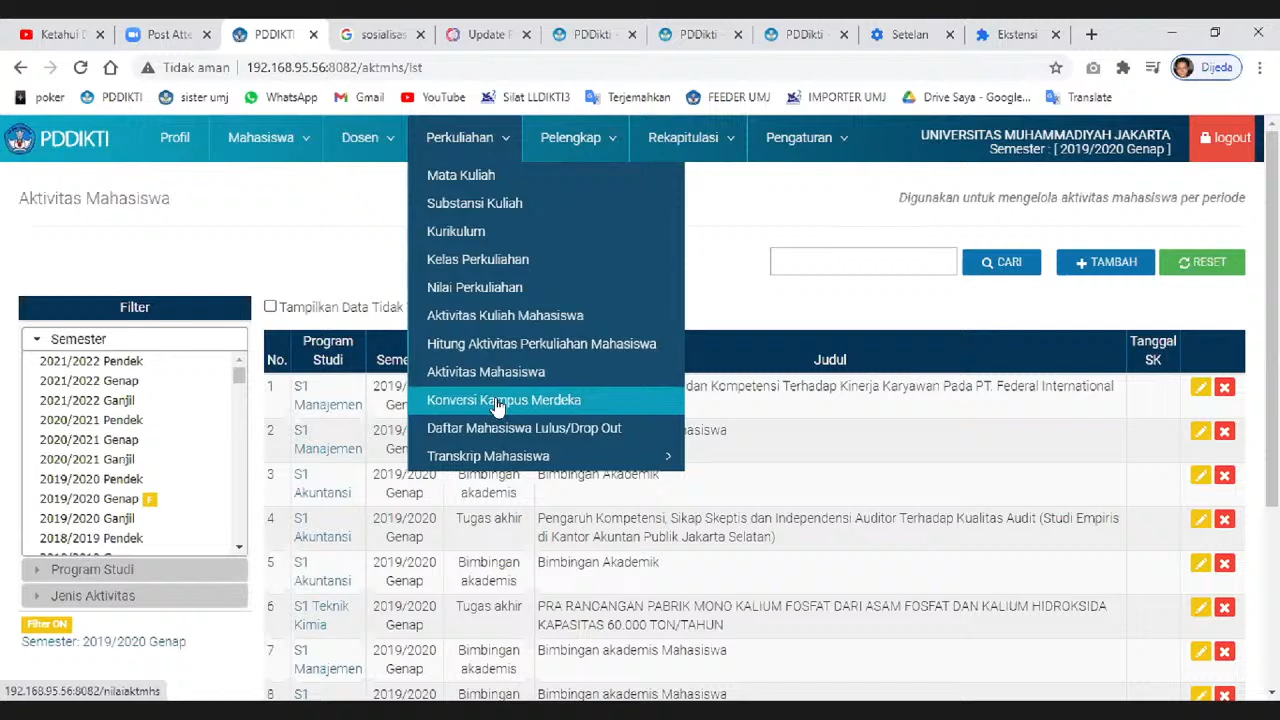 Ketahui D
Post Atte
PDDIKTI
sosialisas
Update F
PDDikti -
PDDikti -
PDDikti -
Setelan
Ekstensi
Tidak aman
192.168.95.56:8082/aktmhs/lst
Dijeda
poker
PDDIKTI
sister umj
WhatsApp
Gmail
YouTube
Silat LLDIKTI3
Terjemahkan
FEEDER UMJ
IMPORTER UMJ
Drive Saya - Google...
Translate
PDDIKTI
Profil
Mahasiswa
Dosen
Perkuliahan
Pelengkap
Rekapitulasi
Pengaturan
UNIVERSITAS MUHAMMADIYAH JAKARTA
Semester : [ 2019/2020 Genap ]
logout
Mata Kuliah
Substansi Kuliah
Kurikulum
Kelas Perkuliahan
Nilai Perkuliahan
Aktivitas Kuliah Mahasiswa
Hitung Aktivitas Perkuliahan Mahasiswa
Aktivitas Mahasiswa
Konversi Kampus Merdeka
Daftar Mahasiswa Lulus/Drop Out
Transkrip Mahasiswa
Aktivitas Mahasiswa
Digunakan untuk mengelola aktivitas mahasiswa per periode
CARI
TAMBAH
RESET
Filter
Semester
2021/2022 Pendek
2021/2022 Genap
2021/2022 Ganjil
2020/2021 Pendek
2020/2021 Genap
2020/2021 Ganjil
2019/2020 Pendek
2019/2020 Genap F
2019/2020 Ganjil
2018/2019 Pendek
Program Studi
Jenis Aktivitas
Filter ON
Semester: 2019/2020 Genap
Tampilkan Data Tidak
No.
Program
Studi
Seme
Judul
Tanggal
SK
1 S1 2019/ dan Kompetensi Terhadap Kinerja Karyawan Pada PT. Federal International
Manajemen Gen
2 S1 2019/ asiswa
Manajemen Gen
3 S1 2019/2020 Bimbingan Bimbingan Akademik
Akuntansi Genap akademis
4 S1 2019/2020 Tugas akhir Pengaruh Kompetensi, Sikap Skeptis dan Independensi Auditor Terhadap Kualitas Audit (Studi Empiris
Akuntansi Genap di Kantor Akuntan Publik Jakarta Selatan)
5 S1 2019/2020 Bimbingan Bimbingan Akademik
Akuntansi Genap akademis
6 S1 Teknik 2019/2020 Tugas akhir PRA RANCANGAN PABRIK MONO KALIUM FOSFAT DARI ASAM FOSFAT DAN KALIUM HIDROKSIDA
Kimia Genap KAPASITAS 60.000 TON/TAHUN
7 S1 2019/2020 Bimbingan Bimbingan akademis Mahasiswa
Manajemen Genap akademis
8 S1 2019/2020 Bimbingan Bimbingan akademis Mahasiswa
192.168.95.56:8082/nilaiaktmhs